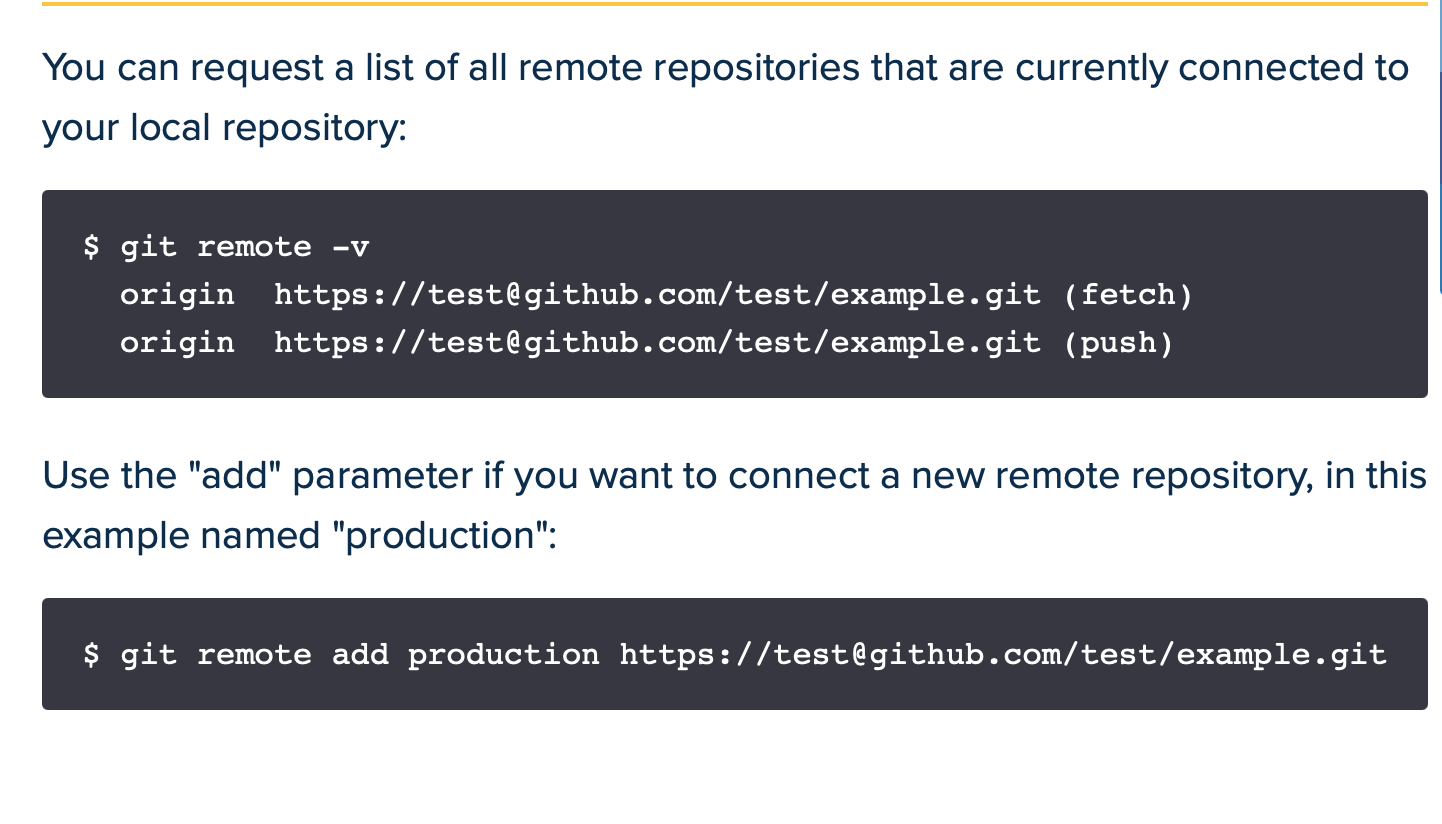 You can request a list of all remote repositories that are currently connected to
your local repository:
$ git remote -v
origin  https://test@github.com/test/example.git (fetch)
origin  https://test@github.com/test/example.git (push)
Use the "add" parameter if you want to connect a new remote repository, in this
example named "production":
$ git remote add production https://test@github.com/test/example.git